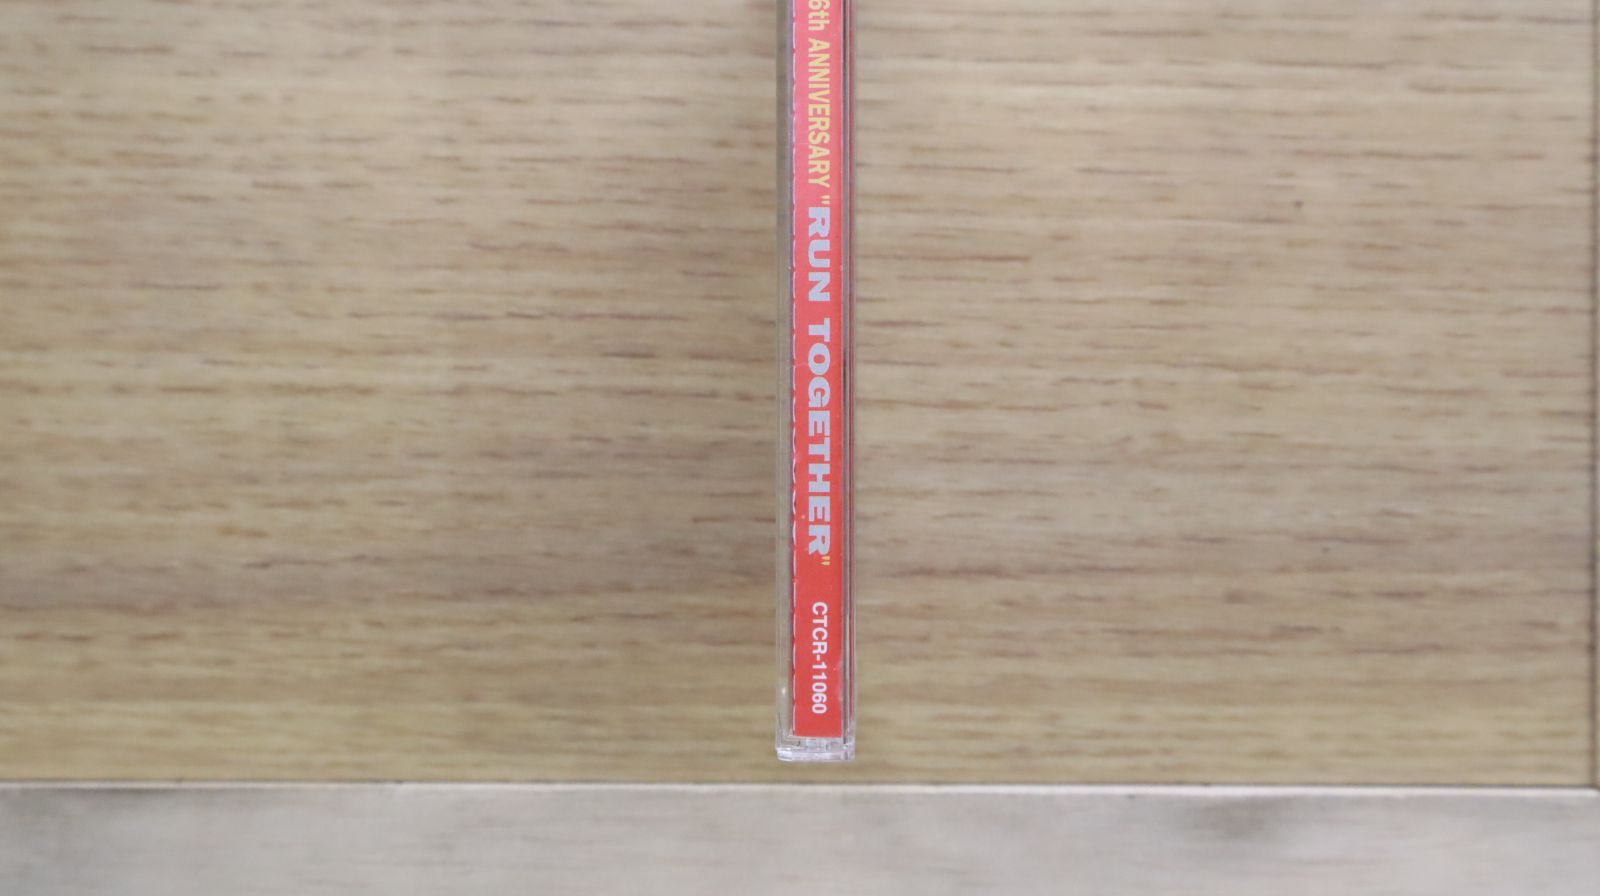 6th ANNIVERSARY "RUN TOGETHER" CTCR-11060